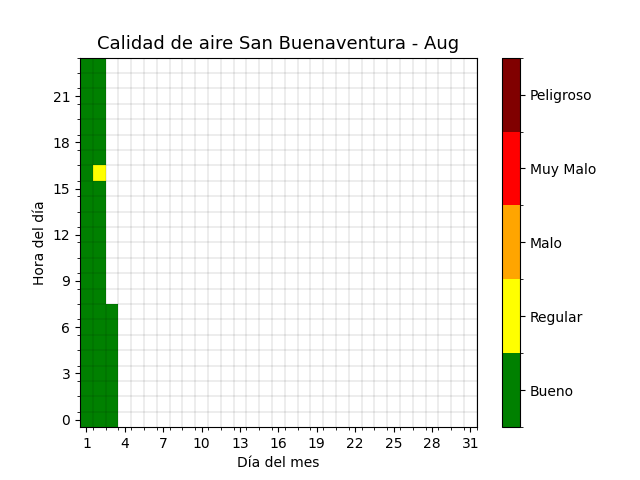 Calidad de aire San Buenaventura - Aug
Hora del día
21
18
15
12
9
6
3
0
1 4 7 10 13 16 19 22 25 28 31
Día del mes
Peligroso
Muy Malo
Malo
Regular
Bueno